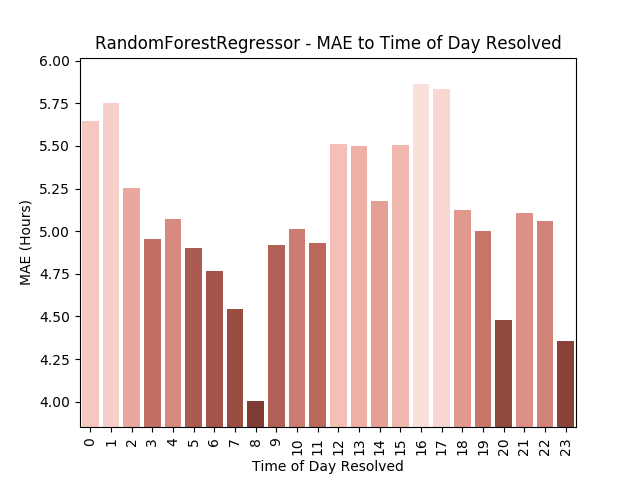 RandomForestRegressor - MAE to Time of Day Resolved
6.00
5.75
5.50
5.25
5.00
4.75
4.50
4.25
4.00
MAE (Hours)
0 1 2 3 4 5 6 7 8 9 10 11 12 13 14 15 16 17 18 19 20 21 22 23
Time of Day Resolved